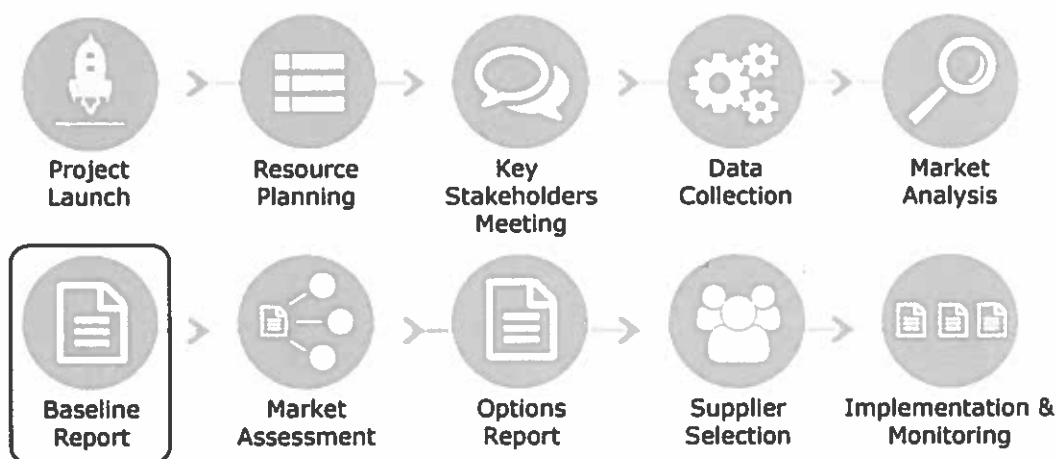 Project
Launch
Resource
Planning
Key
Stakeholders
Meeting
Data
Collection
Market
Analysis
Baseline
Report
Market
Assessment
Options
Report
Supplier
Selection
Implementation &
Monitoring